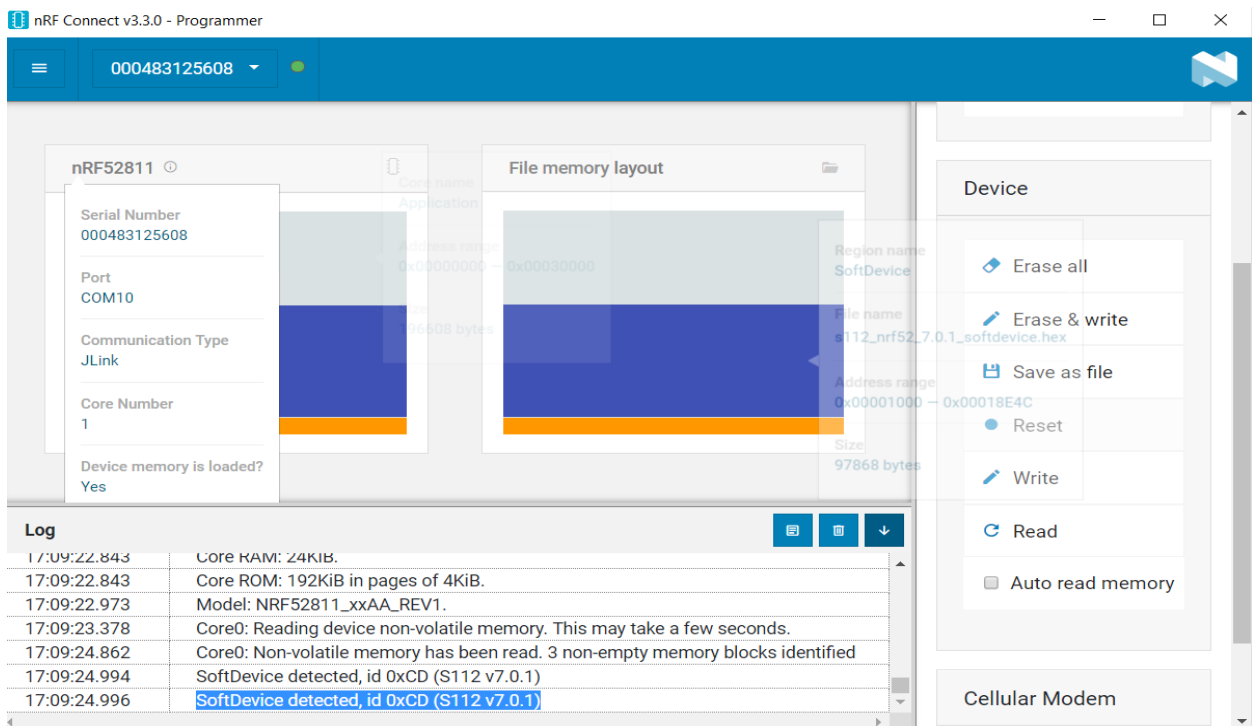 nRF Connect v3.3.0 - Programmer
000483125608
nRF52811
Serial Number
000483125608
Port
COM10
Communication Type
JLink
Core Number
1
Device memory is loaded?
Yes
Core name
Application
Address range
0x00000000 — 0x00030000
Size
196608 bytes
File memory layout
Region name
SoftDevice
File name
s112_nrf52_7.0.1_softdevice.hex
Address range
0x00001000 — 0x00018E4C
Size
97868 bytes
Device
Erase all
Erase & write
Save as file
Reset
Write
Read
Auto read memory
Cellular Modem
Log
17:09:22.843 Core RAM: 24KiB.
17:09:22.843 Core ROM: 192KiB in pages of 4KiB.
17:09:22.973 Model: NRF52811_xxAA_REV1.
17:09:23.378 Core0: Reading device non-volatile memory. This may take a few seconds.
17:09:24.862 Core0: Non-volatile memory has been read. 3 non-empty memory blocks identified
17:09:24.994 SoftDevice detected, id 0xCD (S112 v7.0.1)
17:09:24.996 SoftDevice detected, id 0xCD (S112 v7.0.1)